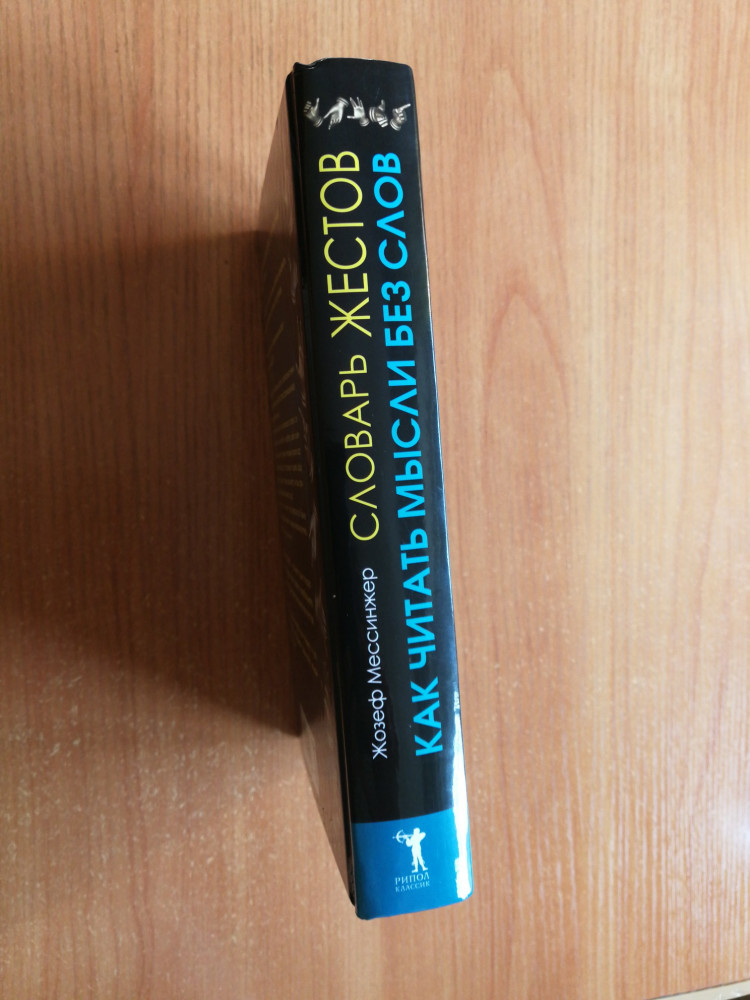 Жозеф Мессинжер
СЛОВАРЬ ЖЕСТОВ
КАК ЧИТАТЬ МЫСЛИ БЕЗ СЛОВ
РИПОЛ
КЛАССИК